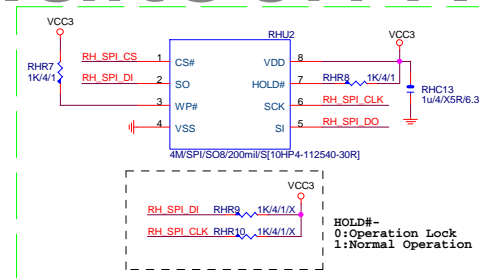 VCC3
RHU2
VCC3
RHR7
1K/4/1
RH_SPI_CS 1 CS# VDD 8
RH_SPI_DI 2 SO HOLD# 7 RHR8 1K/4/1
3 WP# SCK 6 RH_SPI_CLK
4 VSS SI 5 RH_SPI_DO
RHC13
1u/4/X5R/6.3
4M/SPI/SO8/200mil/S[10HP4-112540-30R]
VCC3
RH_SPI_DI RHR9 1K/4/1/X
RH_SPI_CLK RHR10 1K/4/1/X
HOLD#-
0:Operation Lock
1:Normal Operation